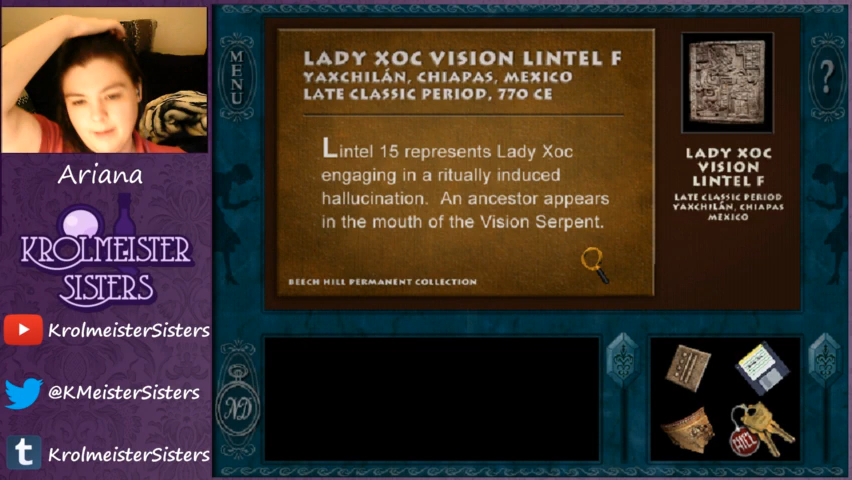 Ariana
KROLMEISTER
SISTERS
KrolmeisterSisters
@KMeisterSisters
t
KrolmeisterSisters
MENU
LADY XOC VISION LINTEL F
YAXCHILÁN, CHIAPAS, MEXICO
LATE CLASSIC PERIOD, 770 CE
Lintel 15 represents Lady Xoc
engaging in a ritually induced
hallucination. An ancestor appears
in the mouth of the Vision Serpent.
BEECH HILL PERMANENT COLLECTION
?
LADY XOC
VISION
LINTEL F
LATE CLASSIC PERIOD
YAXCHILÁN, CHIAPAS
MEXICO
ND